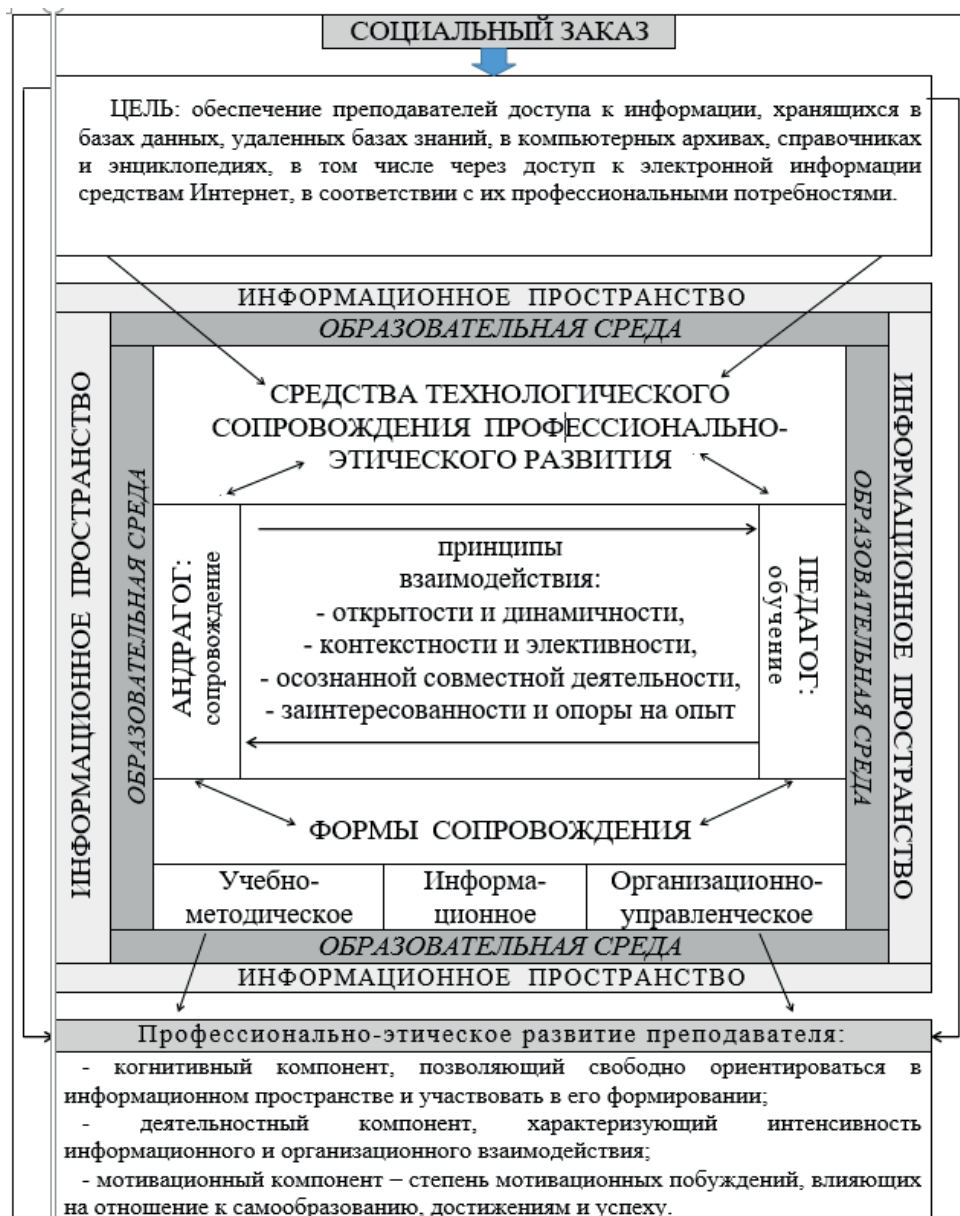 СОЦИАЛЬНЫЙ ЗАКАЗ
ЦЕЛЬ: обеспечение преподавателей доступа к информации, хранящихся в
базах данных, удаленных базах знаний, в компьютерных архивах, справочниках
и энциклопедиях, в том числе через доступ к электронной информации
средствам Интернет, в соответствии с их профессиональными потребностями.
ИНФОРМАЦИОННОЕ ПРОСТРАНСТВО
ОБРАЗОВАТЕЛЬНАЯ СРЕДА
ИНФОРМАЦИОННОЕ ПРОСТРАНСТВО
ОБРАЗОВАТЕЛЬНАЯ СРЕДА
СРЕДСТВА ТЕХНОЛОГИЧЕСКОГО
СОПРОВОЖДЕНИЯ ПРОФЕССИОНАЛЬНО-
ЭТИЧЕСКОГО РАЗВИТИЯ
АНДРАГОГ:
сопровождение
принципы
взаимодействия:
- открытости и динамичности,
- контекстности и элективности,
- осознанной совместной деятельности,
- заинтересованности и опоры на опыт
ПЕДАГОГ:
обучение
ОБРАЗОВАТЕЛЬНАЯ СРЕДА
ИНФОРМАЦИОННОЕ ПРОСТРАНСТВО
ФОРМЫ СОПРОВОЖДЕНИЯ
Учебно-
методическое
Информа-
ционное
Организационно-
управленческое
ОБРАЗОВАТЕЛЬНАЯ СРЕДА
ИНФОРМАЦИОННОЕ ПРОСТРАНСТВО
Профессионально-этическое развитие преподавателя:
- когнитивный компонент, позволяющий свободно ориентироваться в
информационном пространстве и участвовать в его формировании;
- деятельностный компонент, характеризующий интенсивность
информационного и организационного взаимодействия;
- мотивационный компонент – степень мотивационных побуждений, влияющих
на отношение к самообразованию, достижениям и успеху.